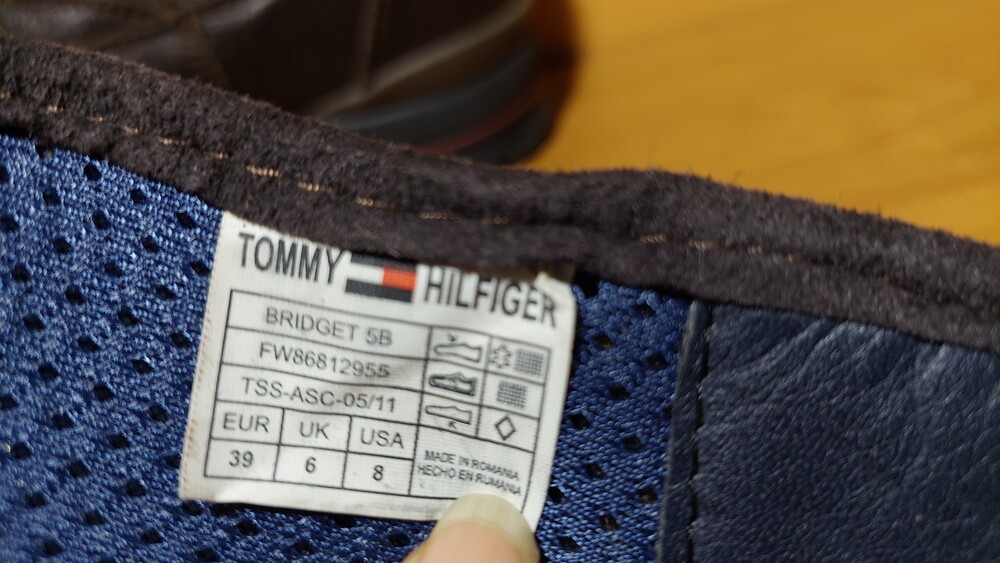 TOMMY HILFIGER
BRIDGET 5B
FW86812955
TSS-ASC-05/11
EUR UK USA
39 6 8
MADE IN ROMANIA
HECHO EN RUMANIA